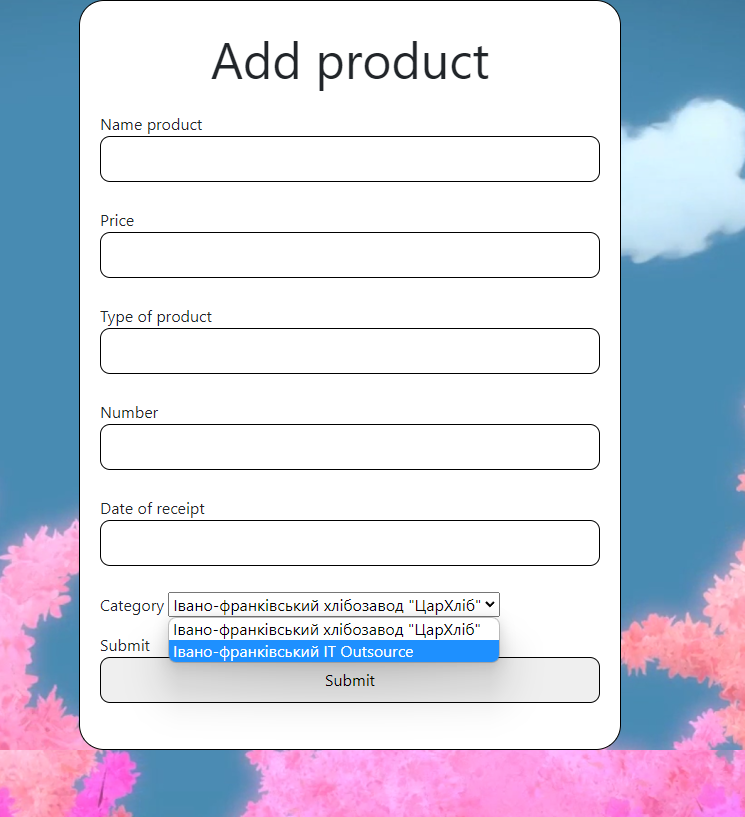 Add product
Name product
Price
Type of product
Number
Date of receipt
Category Івано-франківський хлібозавод "ЦарХліб"
Івано-франківський хлібозавод "ЦарХліб"
Івано-франківський IT Outsource
Submit
Submit